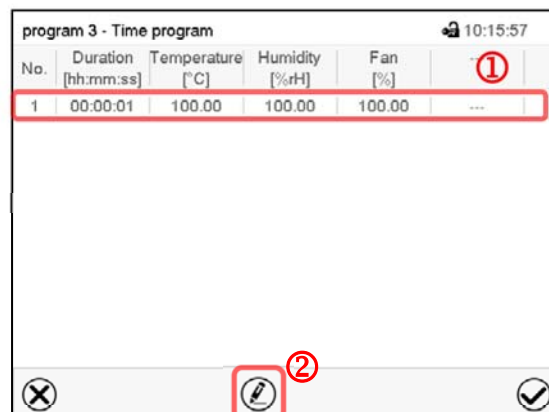 program 3 - Time program 10:15:57
No. Duration Temperature Humidity Fan ---
[hh:mm:ss] [°C] [%rH] [%]
①
1 00:00:01 100.00 100.00 100.00 ---
②